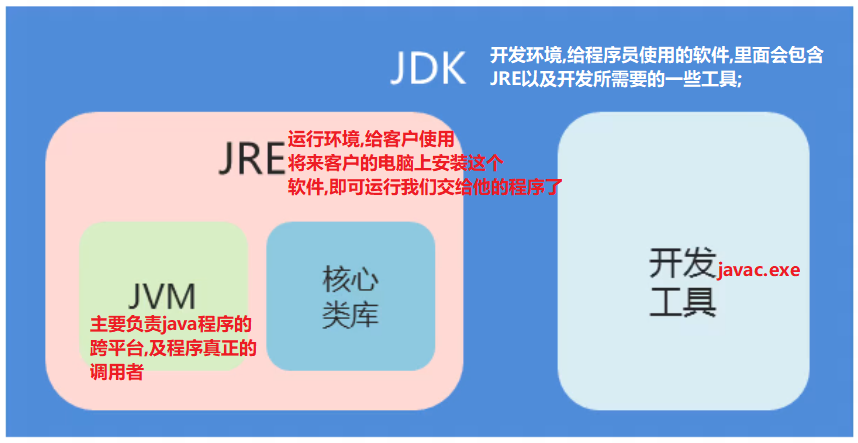 JDK
开发环境,给程序员使用的软件,里面会包含
JRE以及开发所需要的一些工具;
JRE
运行环境,给客户使用
将来客户的电脑上安装这个
软件,即可运行我们交给他的程序了
JVM
主要负责java程序的
跨平台,及程序真正的
调用者
核心
类库
开发
工具
javac.exe